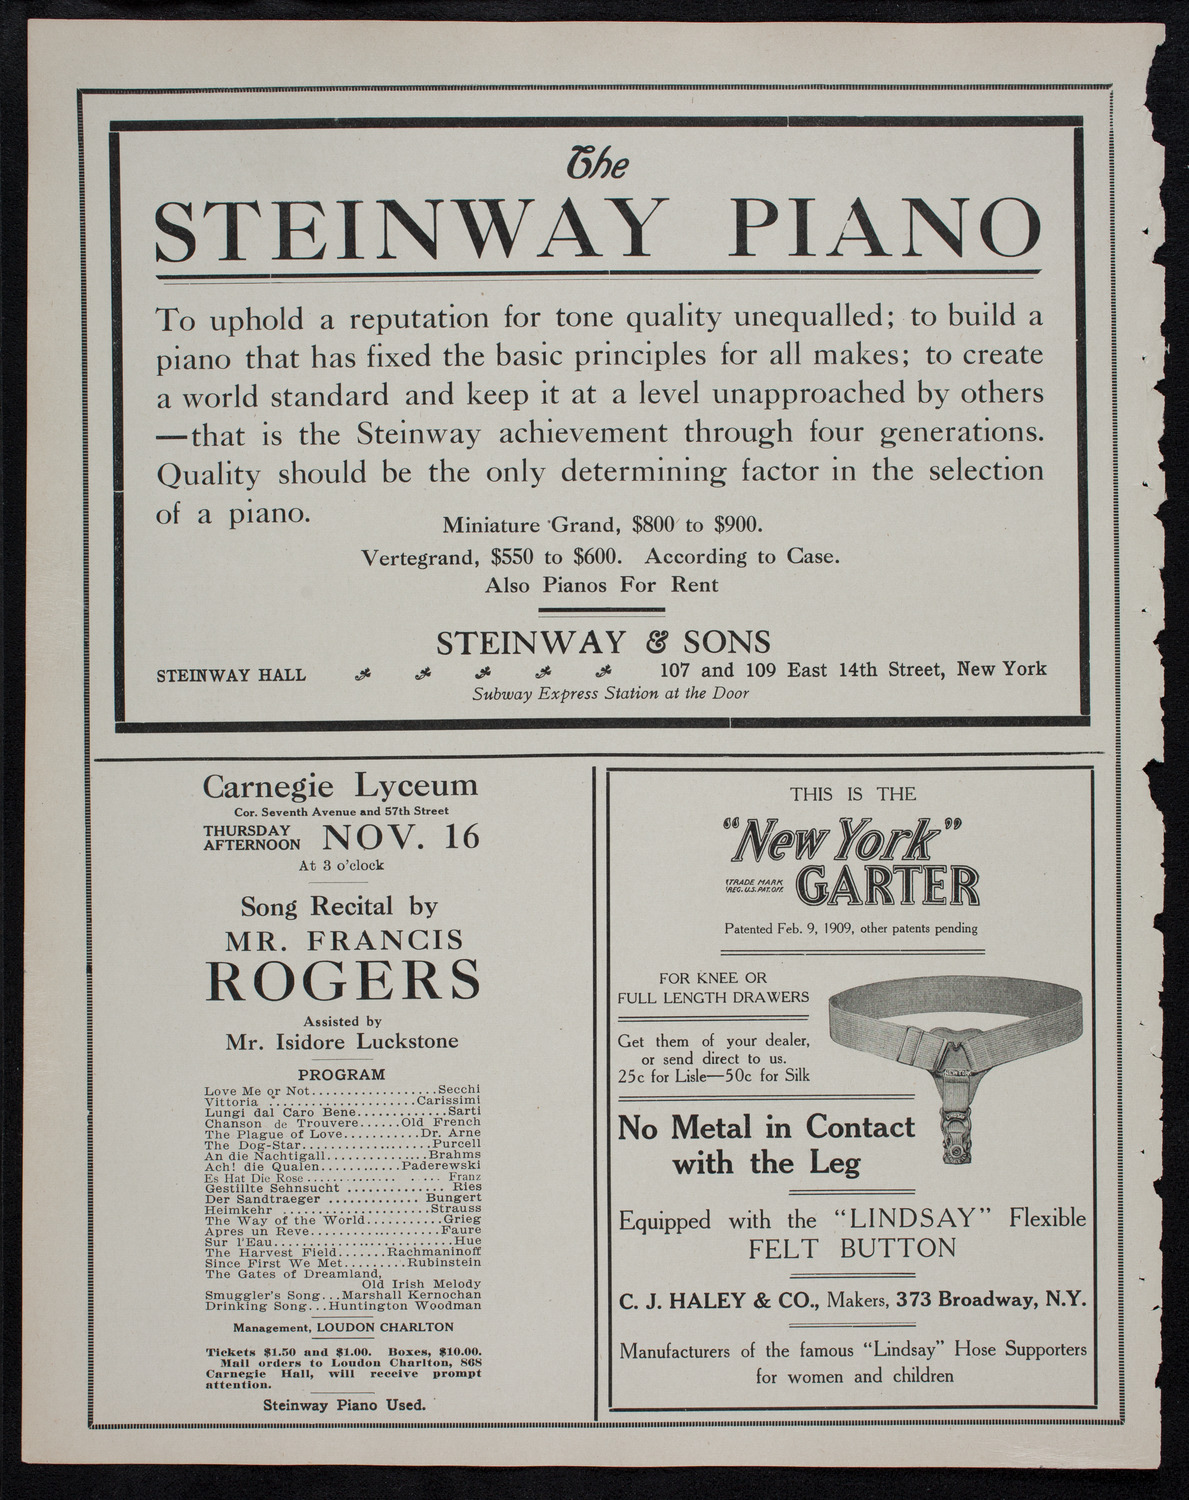 The
STEINWAY PIANO
To uphold a reputation for tone quality unequalled; to build a
piano that has fixed the basic principles for all makes; to create
a world standard and keep it at a level unapproached by others
—that is the Steinway achievement through four generations.
Quality should be the only determining factor in the selection
of a piano.
Miniature Grand, $800 to $900.
Vertegrand, $550 to $600. According to Case.
Also Pianos For Rent
STEINWAY & SONS
STEINWAY HALL 107 and 109 East 14th Street, New York
Subway Express Station at the Door
Carnegie Lyceum
Cor. Seventh Avenue and 57th Street
THURSDAY AFTERNOON NOV. 16
At 3 o'clock
Song Recital by
MR. FRANCIS
ROGERS
Assisted by
Mr. Isidore Luckstone
PROGRAM
Love Me or Not..................Secchi
Vittoria .....................Carissimi
Lungi dal Caro Bene.............Sarti
Chanson de Trouvere......Old French
The Plague of Love...........Dr. Arne
The Dog-Star...................Purcell
An die Nachtigall...............Brahms
Ach! die Qualen............Paderewski
Es Hat Die Rose ............. . ... Franz
Gestillte Sehnsucht ............. Ries
Der Sandtraeger ............. Bungert
Heimkehr .....................Strauss
The Way of the World...........Grieg
Apres un Reve...................Faure
Sur l'Eau..........................Hue
The Harvest Field.......Rachmaninoff
Since First We Met.........Rubinstein
The Gates of Dreamland,
Old Irish Melody
Smuggler's Song...Marshall Kernochan
Drinking Song...Huntington Woodman
Management, LOUDON CHARLTON
Tickets $1.50 and $1.00. Boxes, $10.00.
Mail orders to Loudon Charlton, 868
Carnegie Hall, will receive prompt
attention.
Steinway Piano Used.
THIS IS THE
"New York"
TRADE MARK
REG. U.S. PAT. OFF.
GARTER
Patented Feb. 9, 1909, other patents pending
FOR KNEE OR
FULL LENGTH DRAWERS
Get them of your dealer,
or send direct to us.
25c for Lisle—50c for Silk
No Metal in Contact
with the Leg
Equipped with the "LINDSAY" Flexible
FELT BUTTON
C. J. HALEY & CO., Makers, 373 Broadway, N.Y.
Manufacturers of the famous "Lindsay" Hose Supporters
for women and children